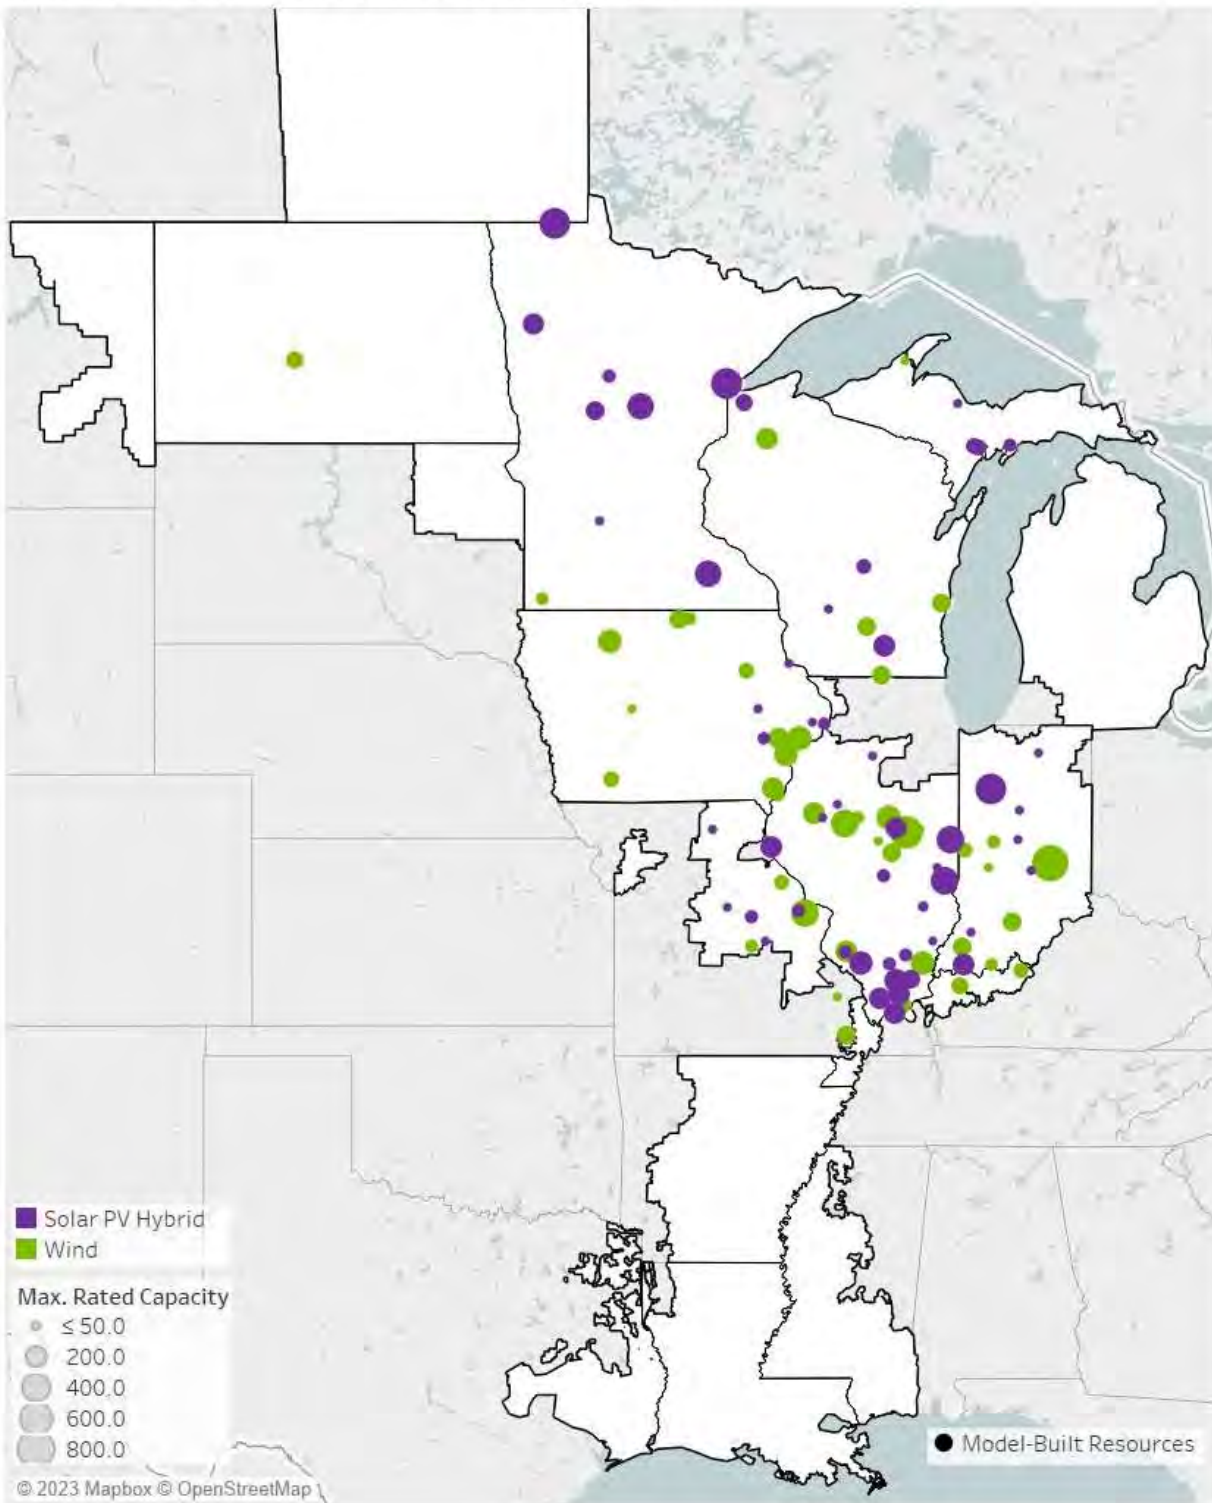 Solar PV Hybrid
Wind
Max. Rated Capacity
≤ 50.0
200.0
400.0
600.0
800.0
© 2023 Mapbox © OpenStreetMap
Model-Built Resources